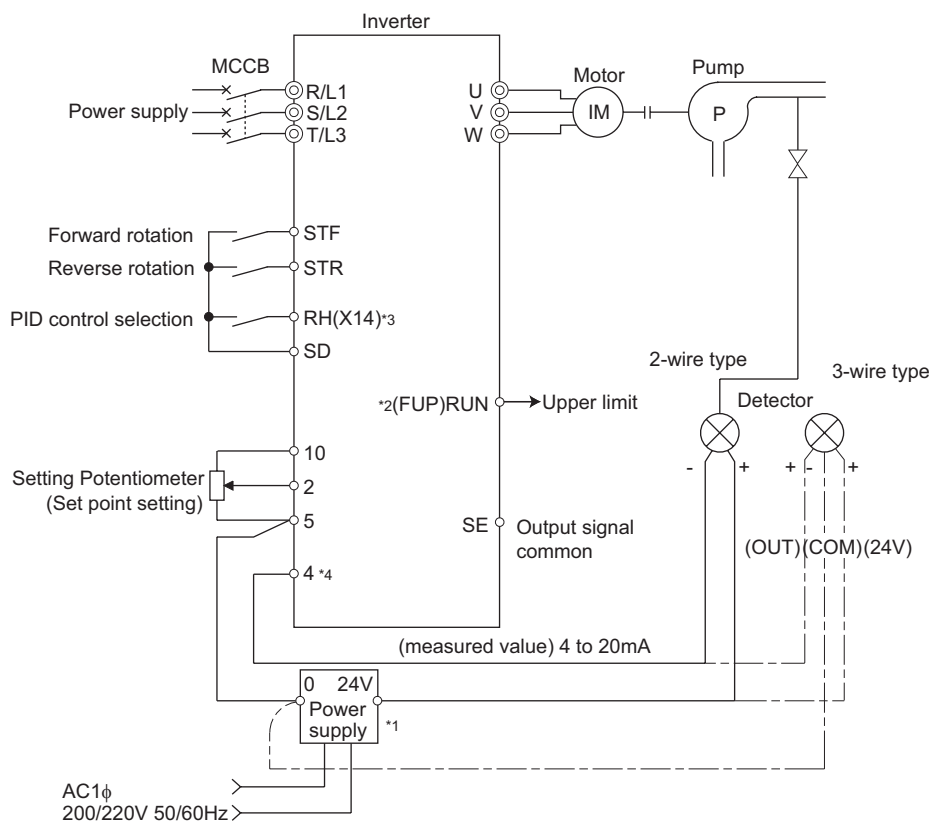 Inverter
MCCB
Motor
Pump
R/L1
U
Power supply
S/L2
V
IM
P
T/L3
W
Forward rotation
STF
Reverse rotation
STR
PID control selection
RH(X14)*3
SD
2-wire type
3-wire type
*2(FUP)RUN
Upper limit
Detector
10
- +
+ - +
Setting Potentiometer
(Set point setting)
2
5
SE
Output signal
common
(OUT)(COM)(24V)
4 *4
(measured value) 4 to 20mA
0 24V
Power
supply
*1
AC1ϕ
200/220V 50/60Hz